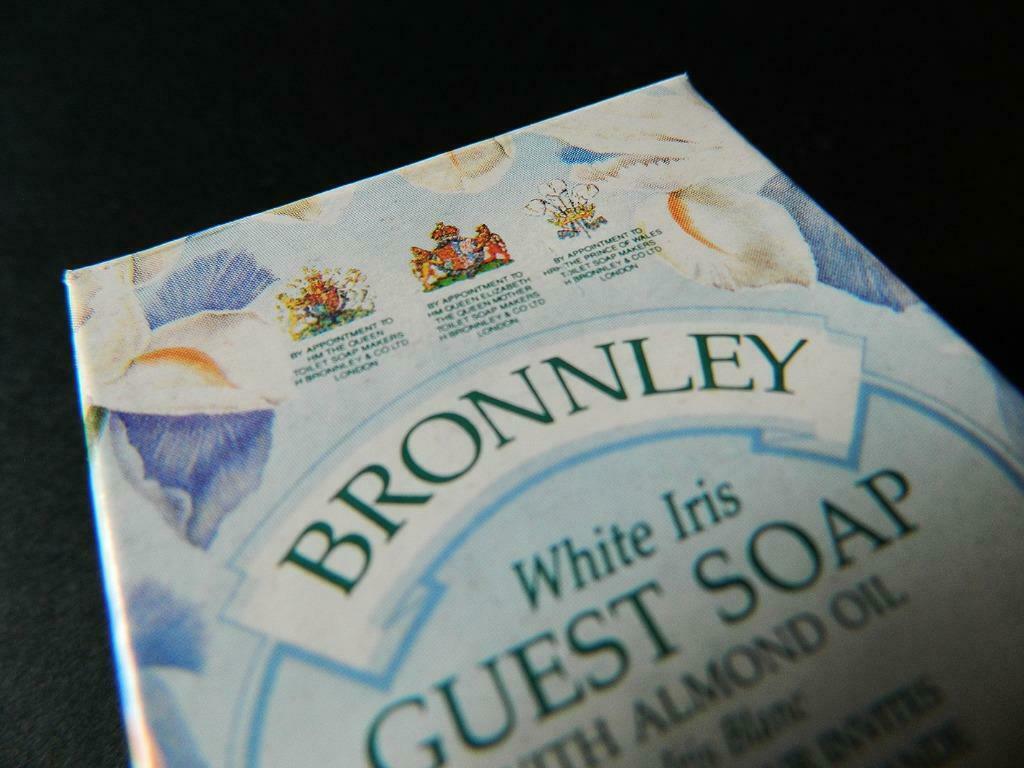 BY APPOINTMENT TO
HM THE QUEEN
TOILET SOAP MAKERS
H BRONNLEY & CO LTD
LONDON
BY APPOINTMENT TO
HM QUEEN ELIZABETH
THE QUEEN MOTHER
TOILET SOAP MAKERS
H BRONNLEY & CO LTD
LONDON
BY APPOINTMENT TO
HRH THE PRINCE OF WALES
TOILET SOAP MAKERS
H BRONNLEY & CO LTD
LONDON
BRONNLEY
White Iris
GUEST SOAP
WITH ALMOND OIL
Blanc
INVITES